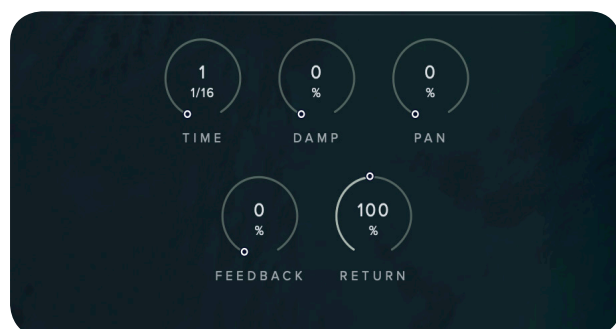 1 0 0
1/16 % %
TIME DAMP PAN
0 100
% %
FEEDBACK RETURN